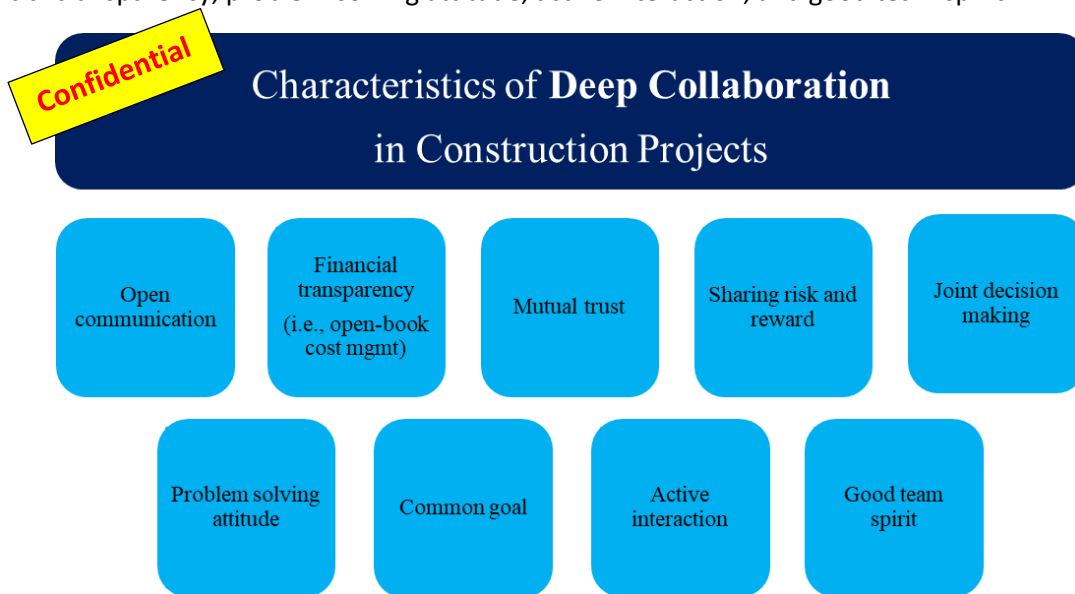 Confidential
Characteristics of Deep Collaboration
in Construction Projects
Open
communication
Financial
transparency
(i.e., open-book
cost mgmt)
Mutual trust
Sharing risk and
reward
Joint decision
making
Problem solving
attitude
Common goal
Active
interaction
Good team
spirit